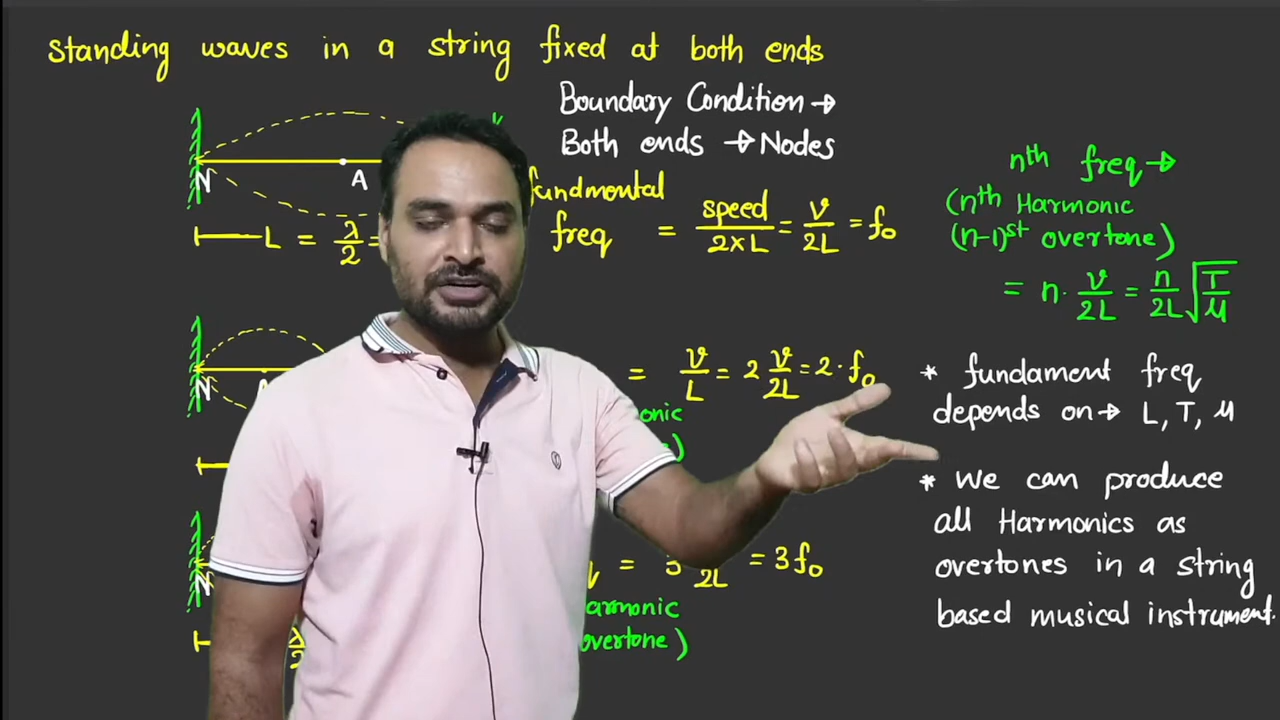 standing waves in a string fixed at both ends
Boundary Condition →
Both ends → Nodes
N
A
L = λ/2 =
fundmental
freq = speed/2×L = v/2L = f₀
N
= v/L = 2 v/2L = 2·f₀
N
2L = 3f₀
overtone)
nth freq →
(nth Harmonic
(n-1)st overtone)
= n· v/2L = n/2L √T/μ
* fundament freq
depends on → L, T, μ
* We can produce
all Harmonics as
overtones in a string
based musical instrument.